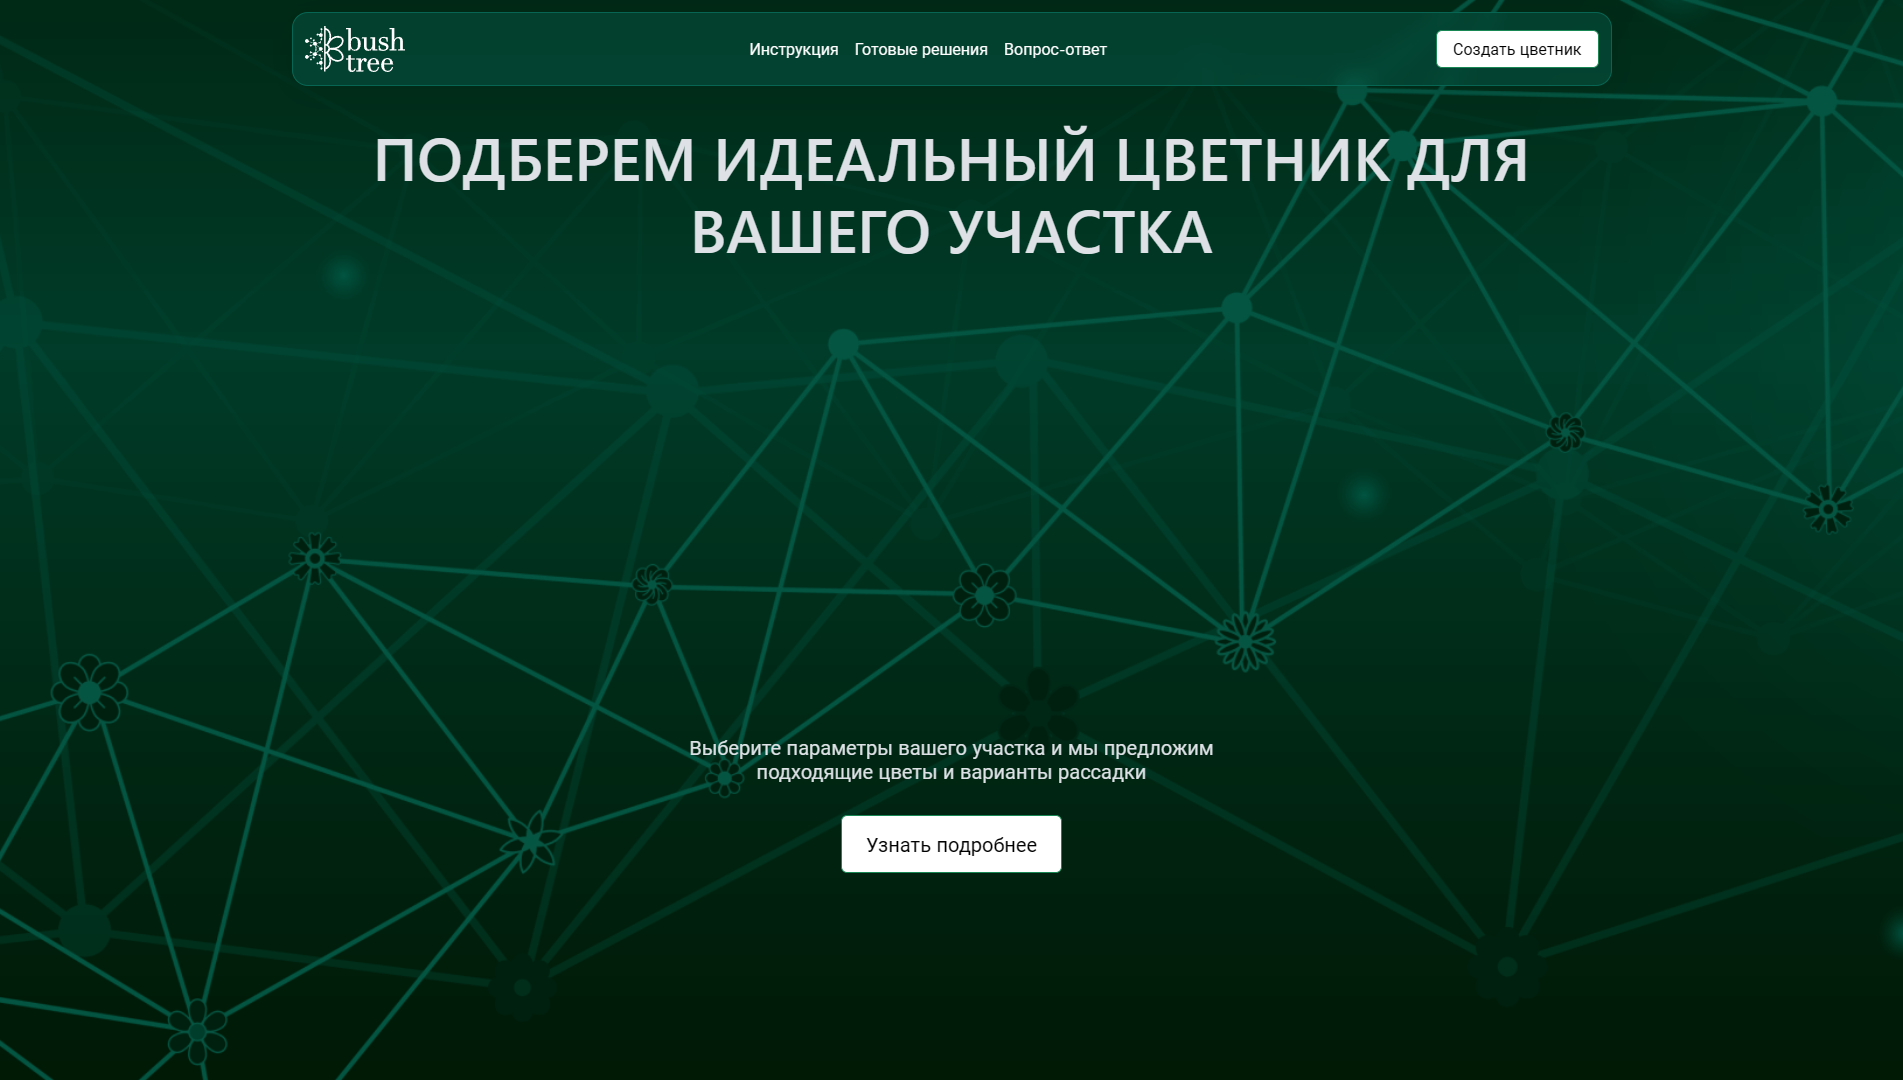 bush
tree
Инструкция Готовые решения Вопрос-ответ
Создать цветник
ПОДБЕРЕМ ИДЕАЛЬНЫЙ ЦВЕТНИК ДЛЯ
ВАШЕГО УЧАСТКА
Выберите параметры вашего участка и мы предложим
подходящие цветы и варианты рассадки
Узнать подробнее